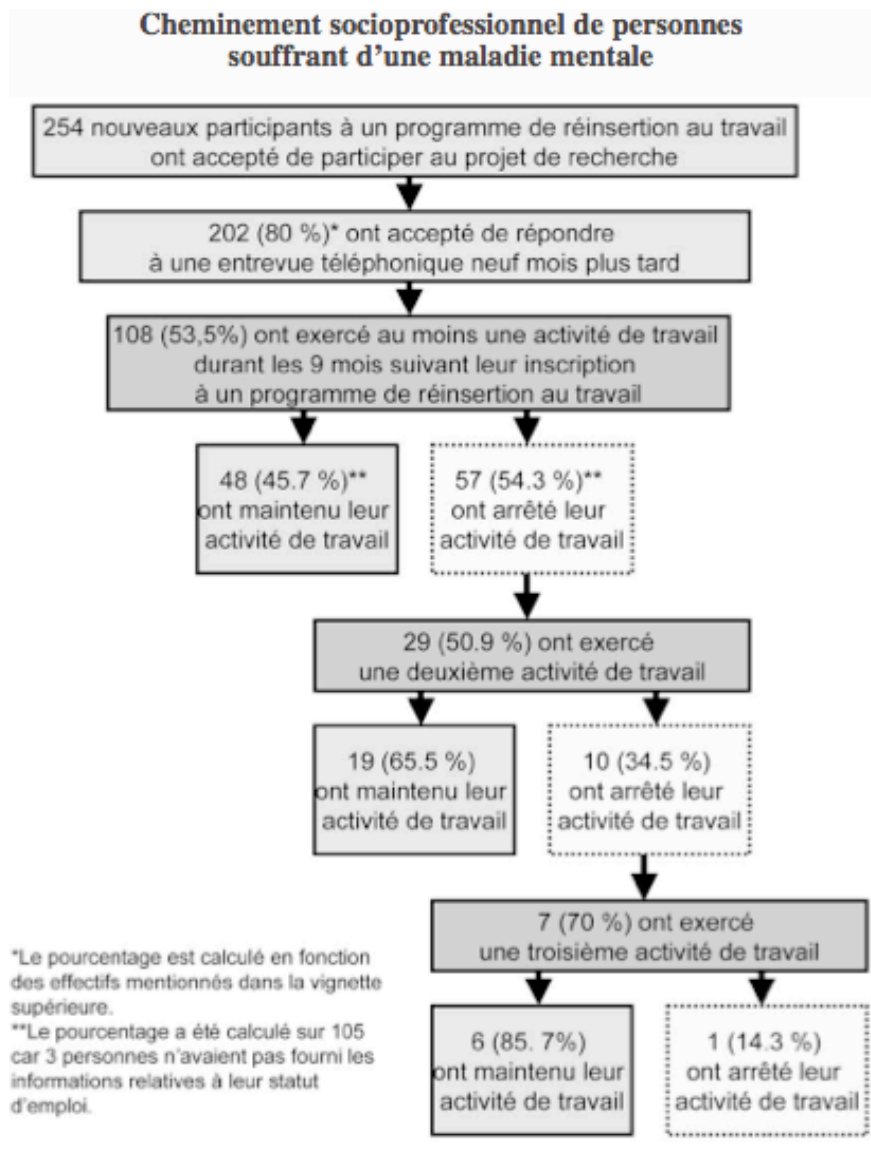 Cheminement socioprofessionnel de personnes
souffrant d’une maladie mentale
254 nouveaux participants à un programme de réinsertion au travail
ont accepté de participer au projet de recherche
202 (80 %)* ont accepté de répondre
à une entrevue téléphonique neuf mois plus tard
108 (53,5%) ont exercé au moins une activité de travail
durant les 9 mois suivant leur inscription
à un programme de réinsertion au travail
48 (45.7 %)**
ont maintenu leur
activité de travail
57 (54.3 %)**
ont arrêté leur
activité de travail
29 (50.9 %) ont exercé
une deuxième activité de travail
19 (65.5 %)
ont maintenu leur
activité de travail
10 (34.5 %)
ont arrêté leur
activité de travail
7 (70 %) ont exercé
une troisième activité de travail
6 (85. 7%)
ont maintenu leur
activité de travail
1 (14.3 %)
ont arrêté leur
activité de travail
*Le pourcentage est calculé en fonction
des effectifs mentionnés dans la vignette
supérieure.
**Le pourcentage a été calculé sur 105
car 3 personnes n’avaient pas fourni les
informations relatives à leur statut
d’emploi.